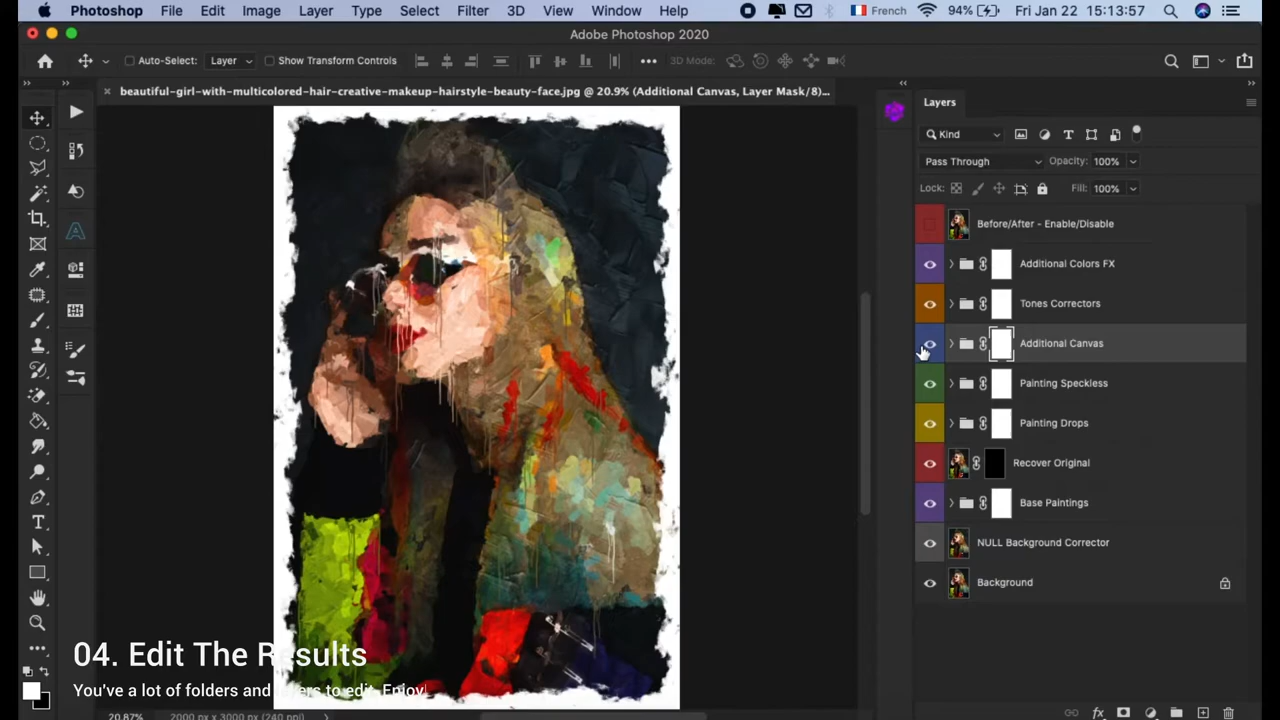 Photoshop File Edit Image Layer Type Select Filter 3D View Window Help French 94% Fri Jan 22 15:13:57
Adobe Photoshop 2020
Auto-Select: Layer Show Transform Controls 3D Mode:
beautiful-girl-with-multicolored-hair-creative-makeup-hairstyle-beauty-face.jpg @ 20.9% (Additional Canvas, Layer Mask/8)...
Layers
Kind
Pass Through Opacity: 100%
Lock: Fill: 100%
Before/After - Enable/Disable
Additional Colors FX
Tones Correctors
Additional Canvas
Painting Speckless
Painting Drops
Recover Original
Base Paintings
NULL Background Corrector
Background
04. Edit The Results
You've a lot of folders and layers to edit. Enjoy
20.87% 2000 px x 3000 px (240 ppi)